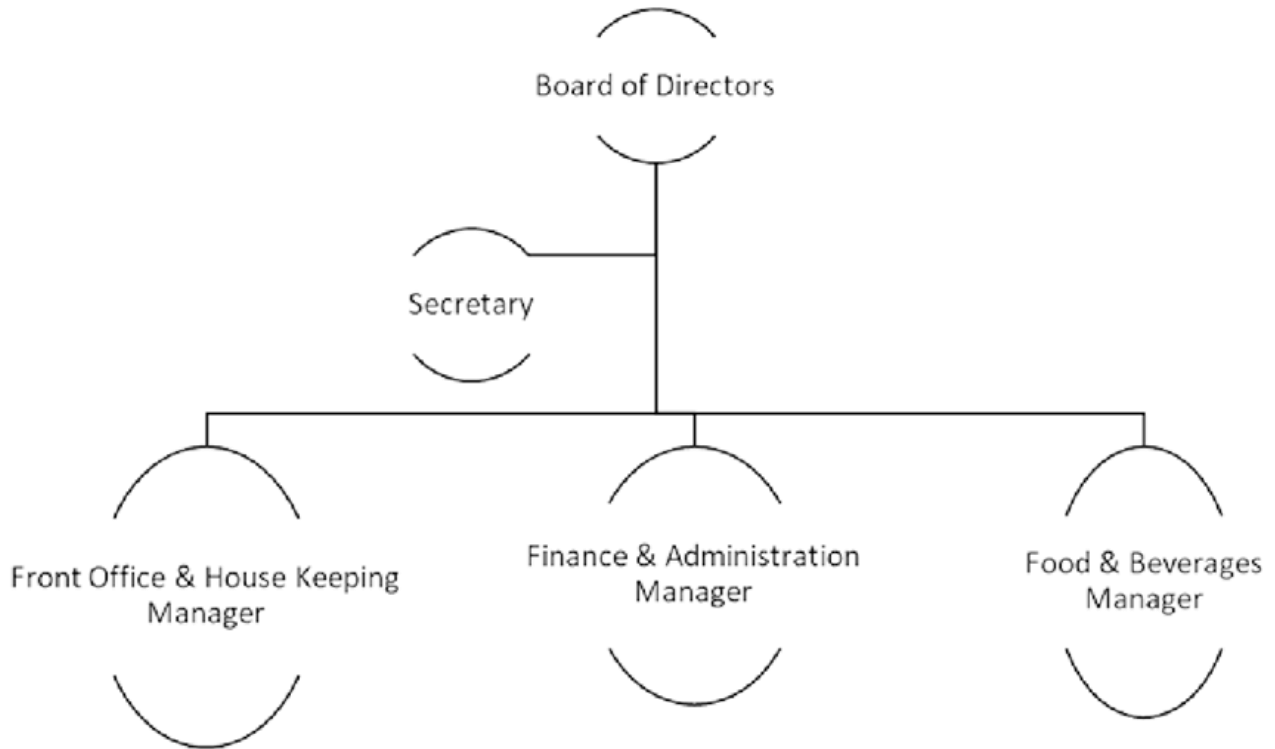 Board of Directors
Secretary
Front Office & House Keeping
Manager
Finance & Administration
Manager
Food & Beverages
Manager